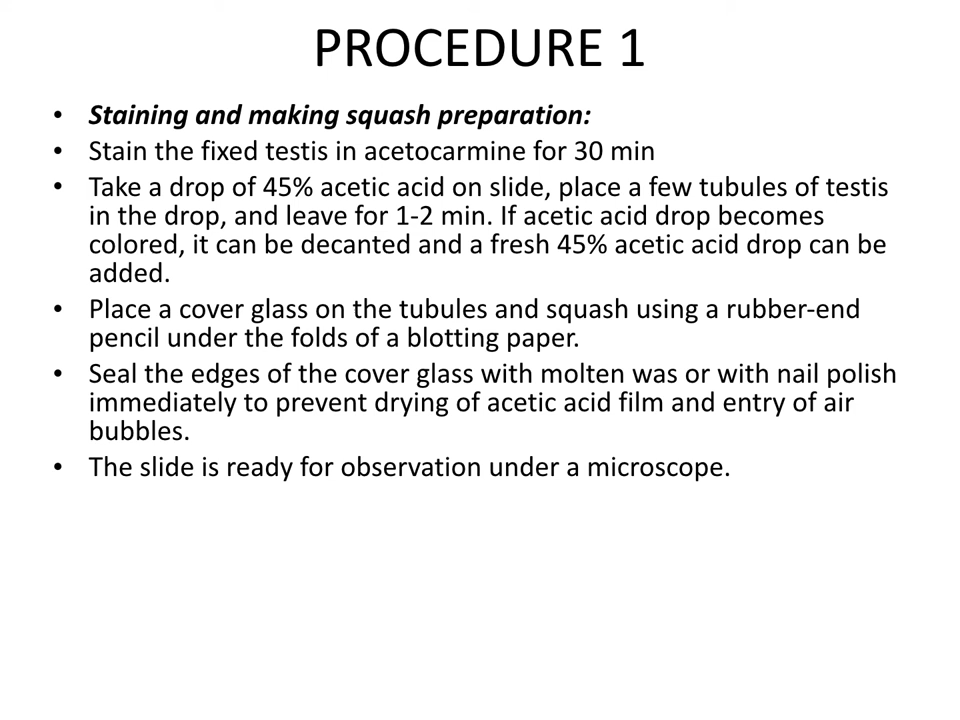 PROCEDURE 1
• Staining and making squash preparation:
• Stain the fixed testis in acetocarmine for 30 min
• Take a drop of 45% acetic acid on slide, place a few tubules of testis
in the drop, and leave for 1-2 min. If acetic acid drop becomes
colored, it can be decanted and a fresh 45% acetic acid drop can be
added.
• Place a cover glass on the tubules and squash using a rubber-end
pencil under the folds of a blotting paper.
• Seal the edges of the cover glass with molten was or with nail polish
immediately to prevent drying of acetic acid film and entry of air
bubbles.
• The slide is ready for observation under a microscope.